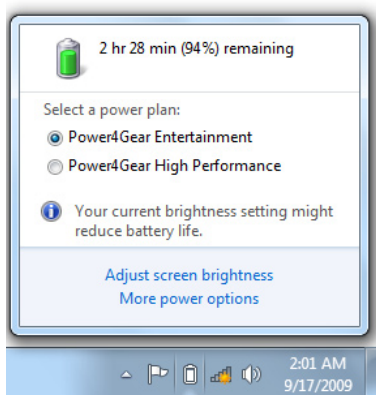 2 hr 28 min (94%) remaining
Select a power plan:
Power4Gear Entertainment
Power4Gear High Performance
Your current brightness setting might
reduce battery life.
Adjust screen brightness
More power options
2:01 AM
9/17/2009